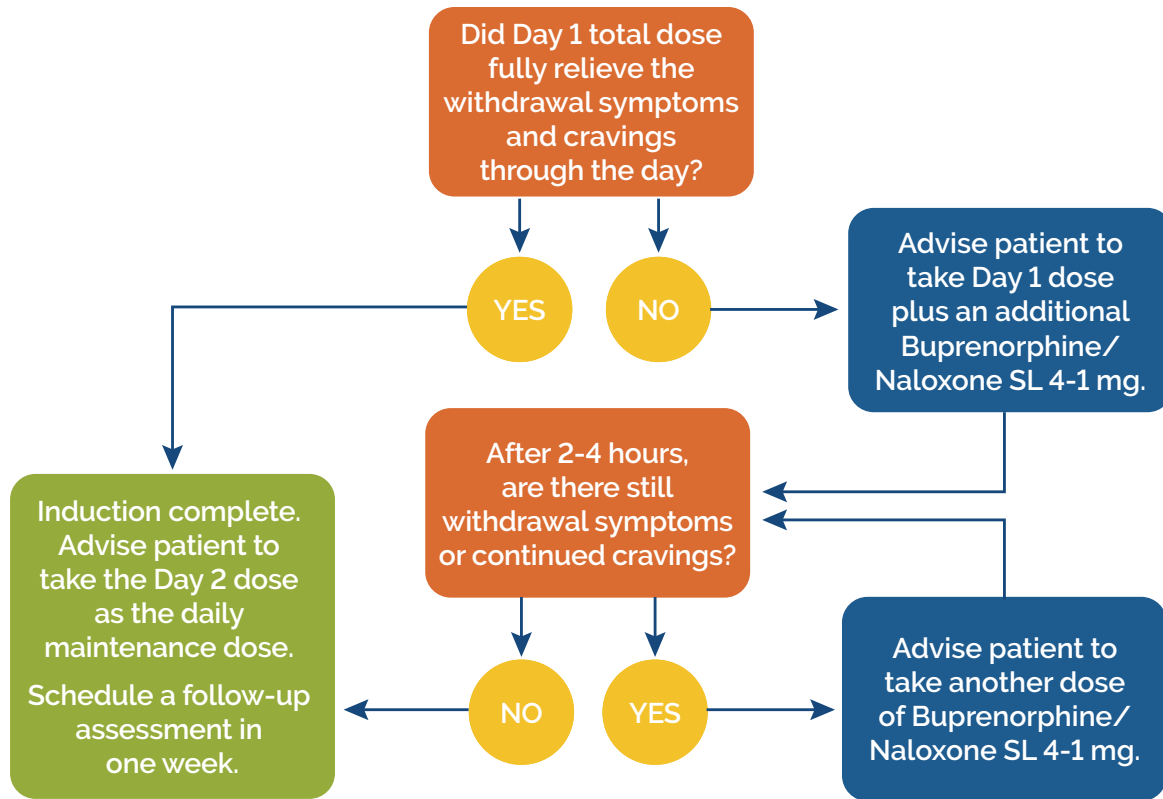 Did Day 1 total dose
fully relieve the
withdrawal symptoms
and cravings
through the day?
YES
NO
Advise patient to
take Day 1 dose
plus an additional
Buprenorphine/
Naloxone SL 4-1 mg.
After 2-4 hours,
are there still
withdrawal symptoms
or continued cravings?
NO
YES
Advise patient to
take another dose
of Buprenorphine/
Naloxone SL 4-1 mg.
Induction complete.
Advise patient to
take the Day 2 dose
as the daily
maintenance dose.
Schedule a follow-up
assessment in
one week.